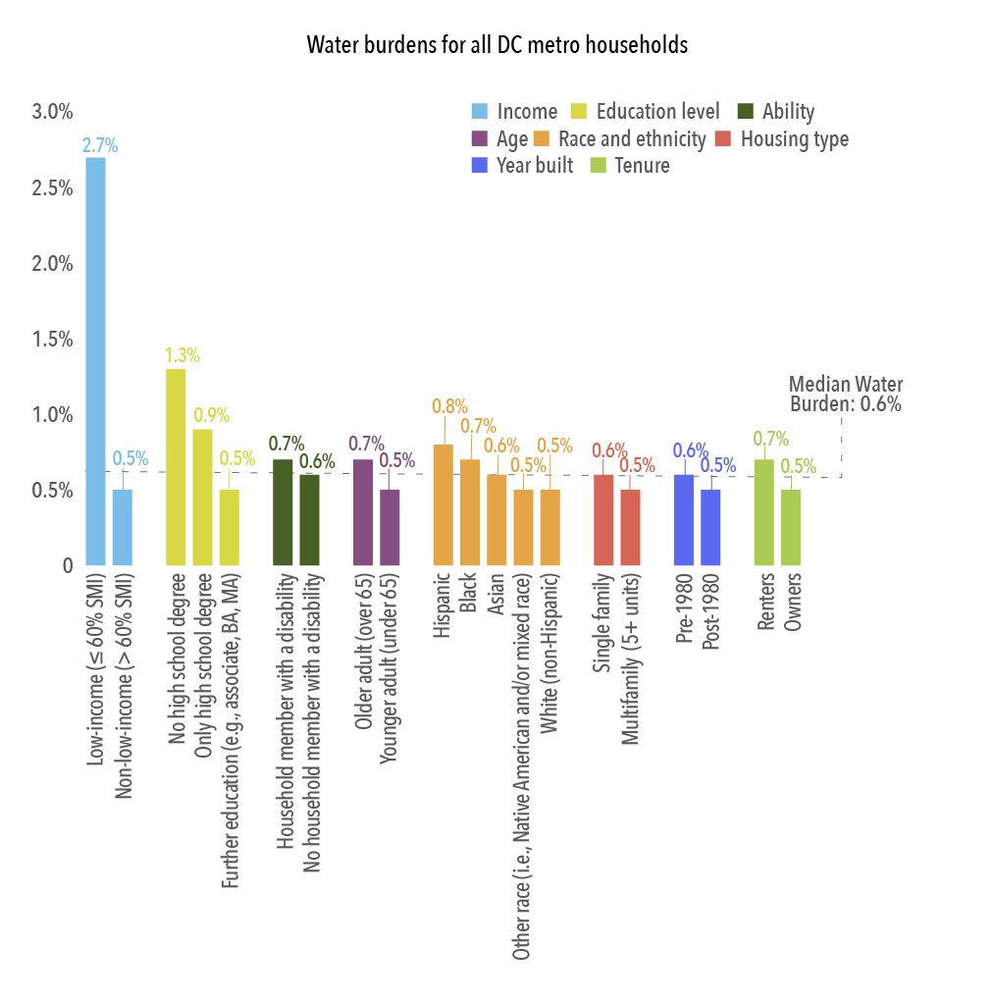 Water burdens for all DC metro households
Income Education level Ability
Age Race and ethnicity Housing type
Year built Tenure
3.0%
2.5%
2.0%
1.5%
1.0%
0.5%
0
2.7%
0.5%
1.3%
0.9%
0.5%
0.7%
0.6%
0.7%
0.5%
0.8%
0.7%
0.6%
0.5%
0.5%
0.6%
0.5%
0.6%
0.5%
0.7%
0.5%
Median Water
Burden: 0.6%
Low-income (≤ 60% SMI)
Non-low-income (> 60% SMI)
No high school degree
Only high school degree
Further education (e.g., associate, BA, MA)
Household member with a disability
No household member with a disability
Older adult (over 65)
Younger adult (under 65)
Hispanic
Black
Asian
Other race (i.e., Native American and/or mixed race)
White (non-Hispanic)
Single family
Multifamily (5+ units)
Pre-1980
Post-1980
Renters
Owners